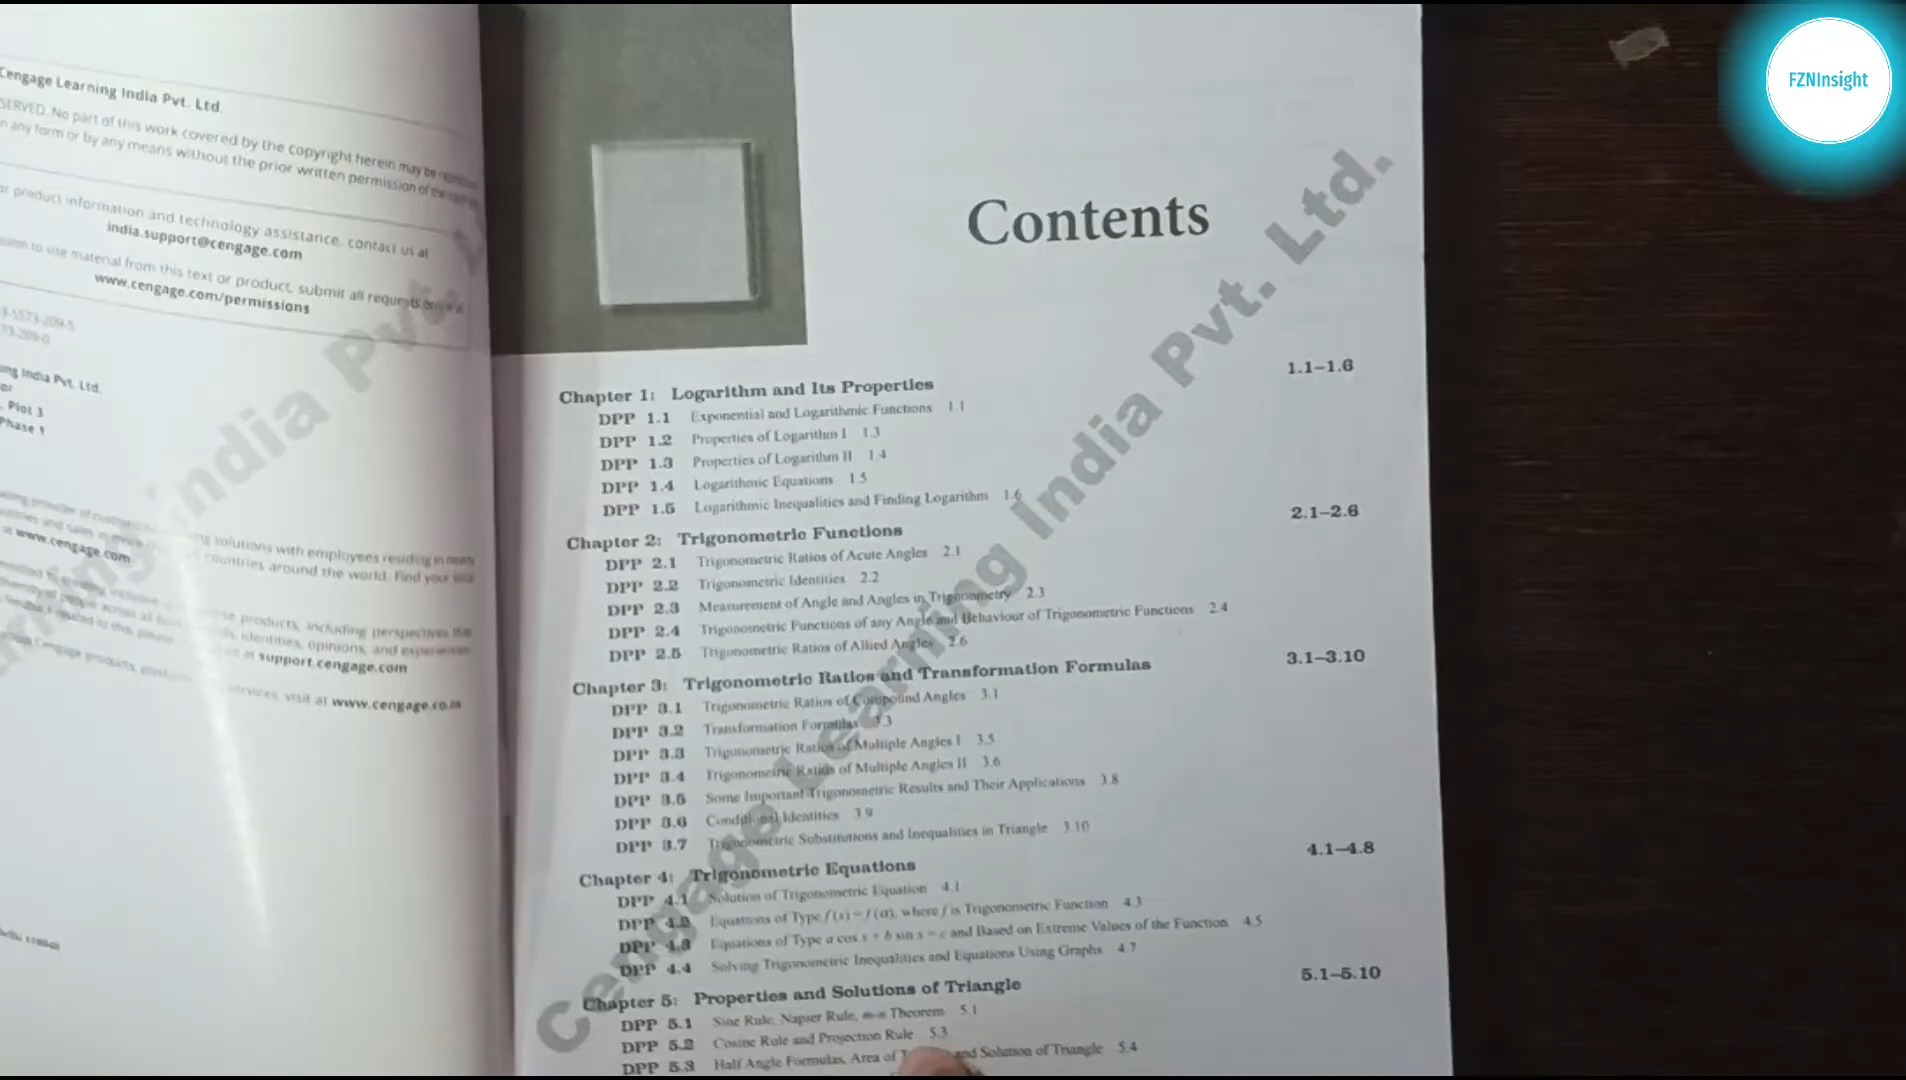 Cengage Learning India Pvt. Ltd.
SERVED. No part of this work covered by the copyright herein may be
in any form or by any means without the prior written permission of the
or product information and technology assistance, contact us at
india.support@cengage.com
to use material from this text or product, submit all requests
www.cengage.com/permissions
India Pvt. Ltd.
Plot 3
Phase 1
solutions with employees residing in
countries around the world. Find your
at www.cengage.com
products, including perspectives that
identities, opinions, and experiences
support.cengage.com
Cengage products, services, visit at www.cengage.co.in
FZNInsight
Contents
Cengage Learning India Pvt. Ltd.
Chapter 1: Logarithm and Its Properties 1.1–1.6
DPP 1.1 Exponential and Logarithmic Functions 1.1
DPP 1.2 Properties of Logarithm I 1.3
DPP 1.3 Properties of Logarithm II 1.4
DPP 1.4 Logarithmic Equations 1.5
DPP 1.5 Logarithmic Inequalities and Finding Logarithm 1.6
Chapter 2: Trigonometric Functions 2.1–2.6
DPP 2.1 Trigonometric Ratios of Acute Angles 2.1
DPP 2.2 Trigonometric Identities 2.2
DPP 2.3 Measurement of Angle and Angles in Trigonometry 2.3
DPP 2.4 Trigonometric Functions of any Angle and Behaviour of Trigonometric Functions 2.4
DPP 2.5 Trigonometric Ratios of Allied Angles 2.6
Chapter 3: Trigonometric Ratios and Transformation Formulas 3.1–3.10
DPP 3.1 Trigonometric Ratios of Compound Angles 3.1
DPP 3.2 Transformation Formulas 3.3
DPP 3.3 Trigonometric Ratios of Multiple Angles I 3.5
DPP 3.4 Trigonometric Ratios of Multiple Angles II 3.6
DPP 3.5 Some Important Trigonometric Results and Their Applications 3.8
DPP 3.6 Conditional Identities 3.9
DPP 3.7 Trigonometric Substitutions and Inequalities in Triangle 3.10
Chapter 4: Trigonometric Equations 4.1–4.8
DPP 4.1 Solution of Trigonometric Equation 4.1
DPP 4.2 Equations of Type f(x) = f(α), where f is Trigonometric Function 4.3
DPP 4.3 Equations of Type a cos x + b sin x = c and Based on Extreme Values of the Function 4.5
DPP 4.4 Solving Trigonometric Inequalities and Equations Using Graphs 4.7
Chapter 5: Properties and Solutions of Triangle 5.1–5.10
DPP 5.1 Sine Rule, Napier Rule, m-n Theorem 5.1
DPP 5.2 Cosine Rule and Projection Rule 5.3
DPP 5.3 Half Angle Formulas, Area of and Solution of Triangle 5.4